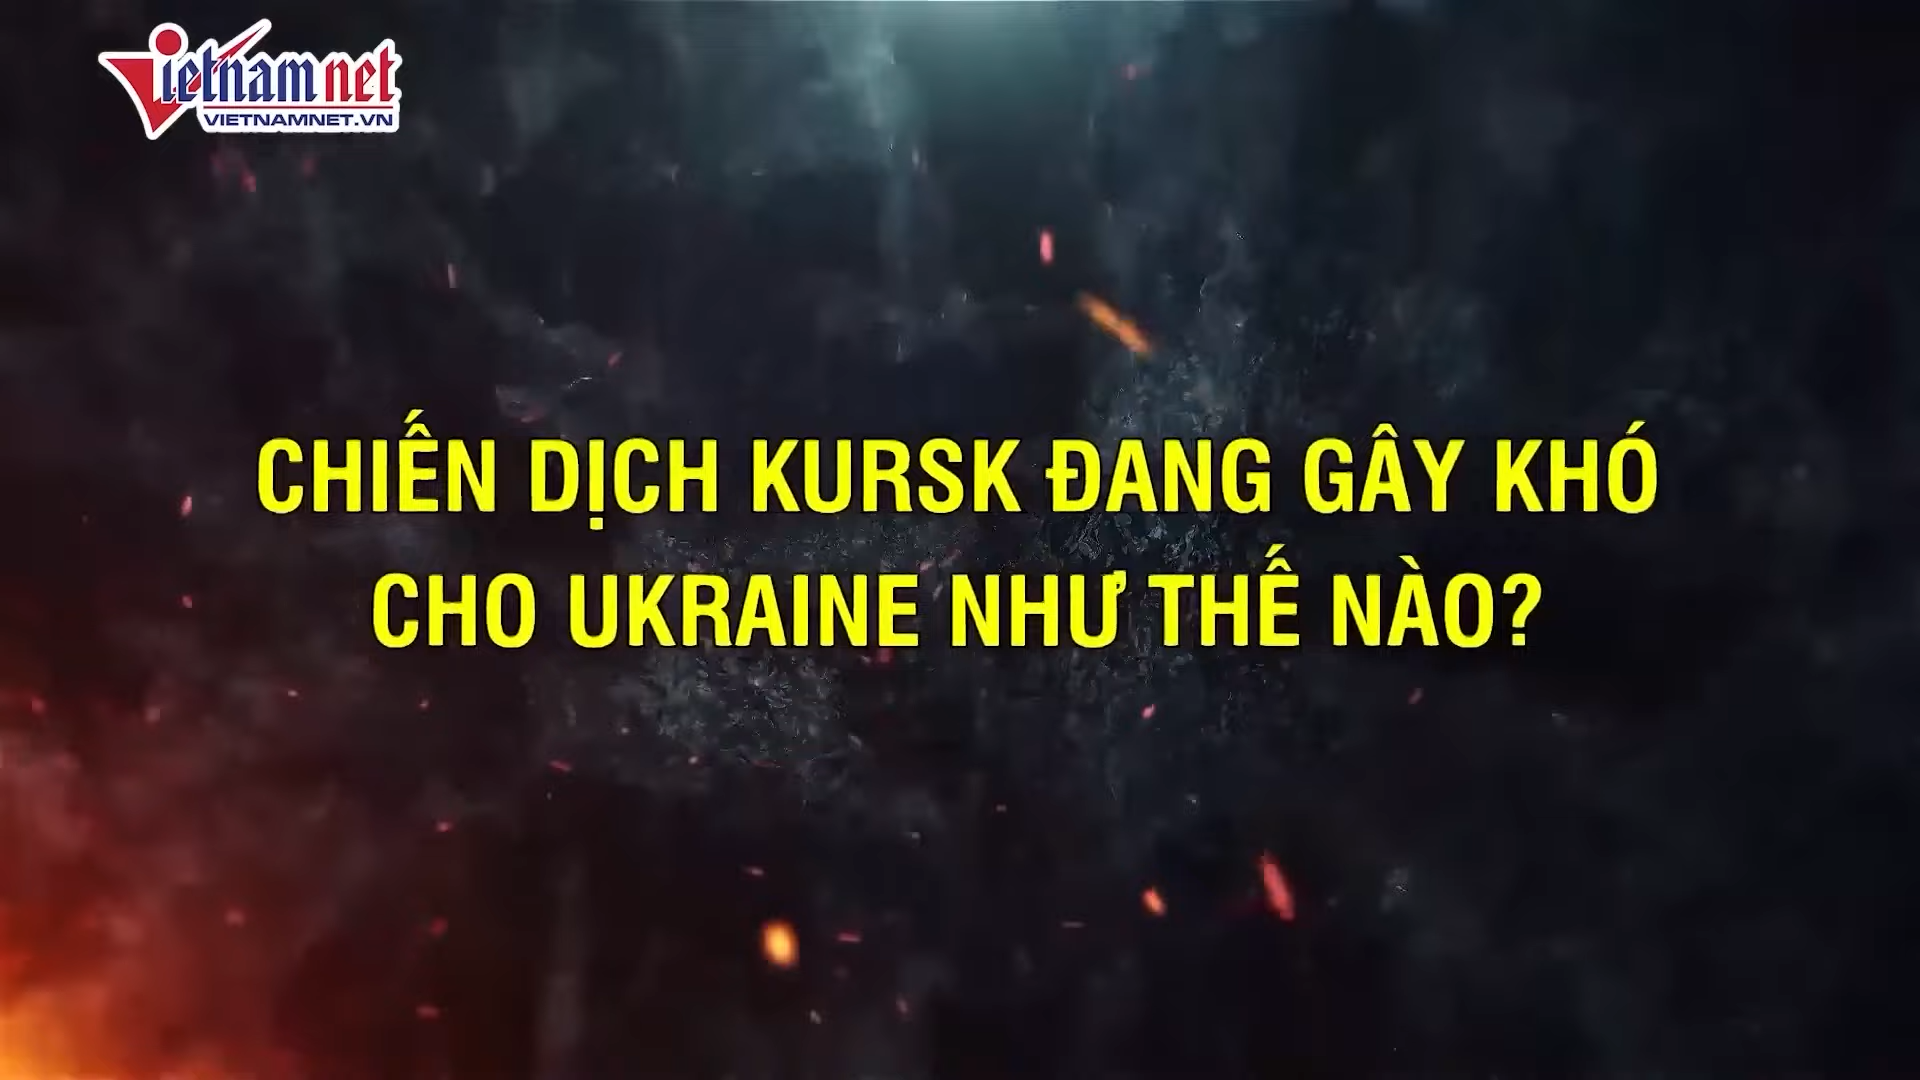 vietnamnet
VIETNAMNET.VN
CHIẾN DỊCH KURSK ĐANG GÂY KHÓ
CHO UKRAINE NHƯ THẾ NÀO?